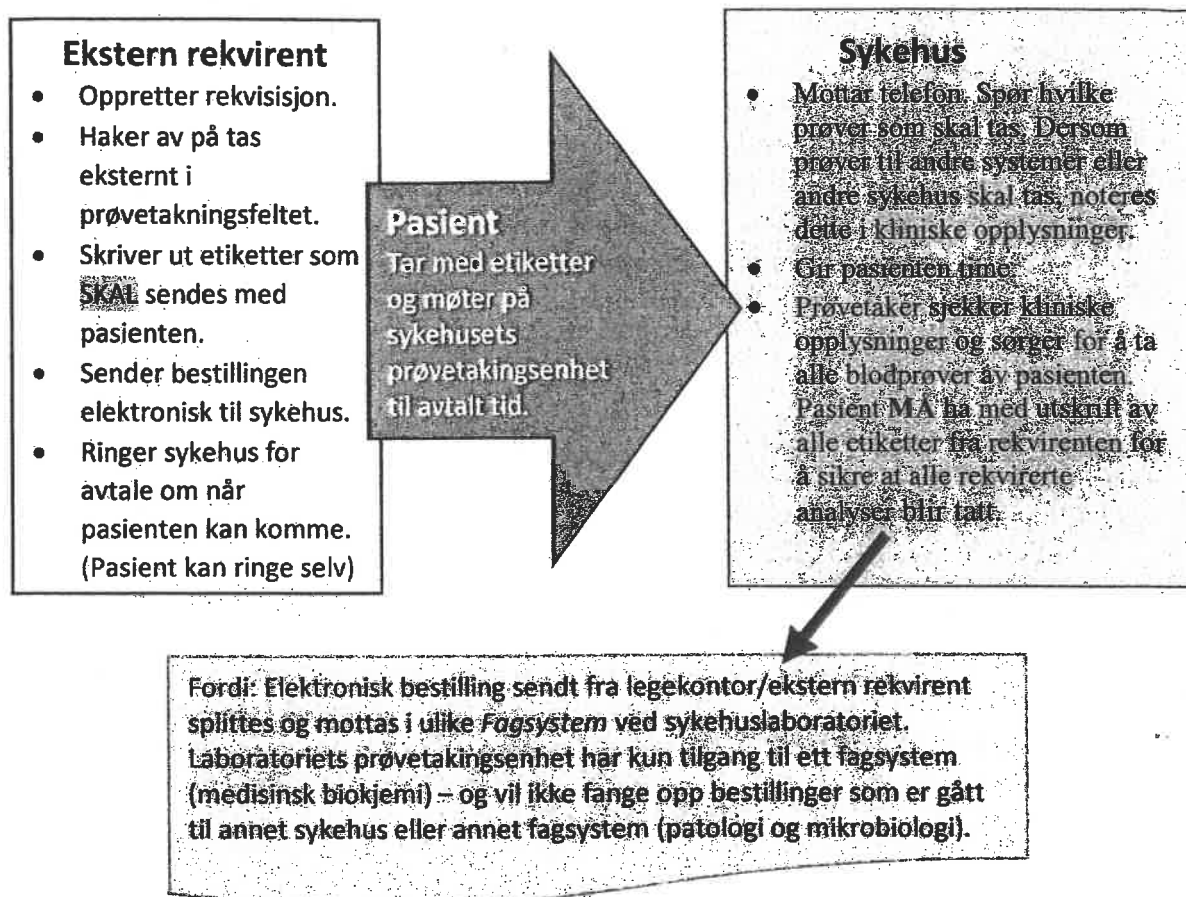 Ekstern rekvirent
• Oppretter rekvisisjon.
• Haker av på tas
eksternt i
prøvetakningsfeltet.
• Skriver ut etiketter som
SKAL sendes med
pasienten.
• Sender bestillingen
elektronisk til sykehus.
• Ringer sykehus for
avtale om når
pasienten kan komme.
(Pasient kan ringe selv)
Pasient
Tar med etiketter
og møter på
sykehusets
prøvetakingsenhet
til avtalt tid.
Sykehus
• Mottar telefon. Spør hvilke
prøver som skal tas. Dersom
prøver til andre systemer eller
andre sykehus skal tas, noteres
dette i kliniske opplysninger.
• Gir pasienten time
• Prøvetaker sjekker kliniske
opplysninger og sørger for å ta
alle blodprøver av pasienten.
Pasient MÅ ha med utskrift av
alle etiketter fra rekvirenten for
å sikre at alle rekvirerte
analyser blir tatt.
Fordi: Elektronisk bestilling sendt fra legekontor/ekstern rekvirent
splittes og mottas i ulike Fagsystem ved sykehuslaboratoriet.
Laboratoriets prøvetakingsenhet har kun tilgang til ett fagsystem
(medisinsk biokjemi) – og vil ikke fange opp bestillinger som er gått
til annet sykehus eller annet fagsystem (patologi og mikrobiologi).